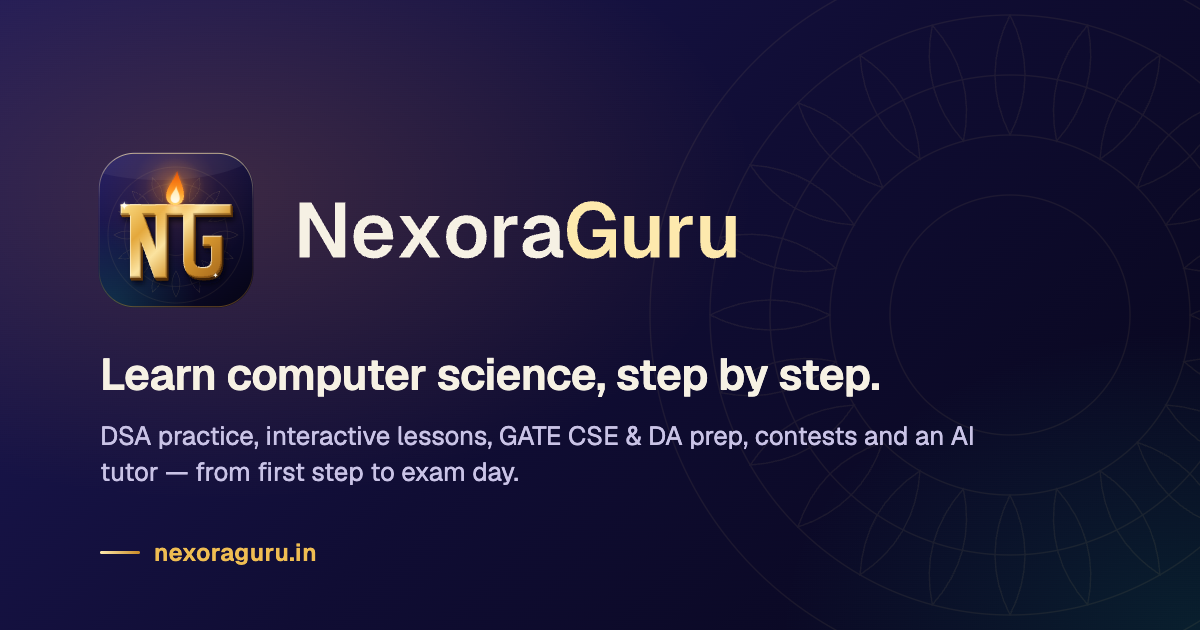 NG
NexoraGuru
Learn computer science, step by step.
DSA practice, interactive lessons, GATE CSE & DA prep, contests and an AI
tutor — from first step to exam day.
nexoraguru.in